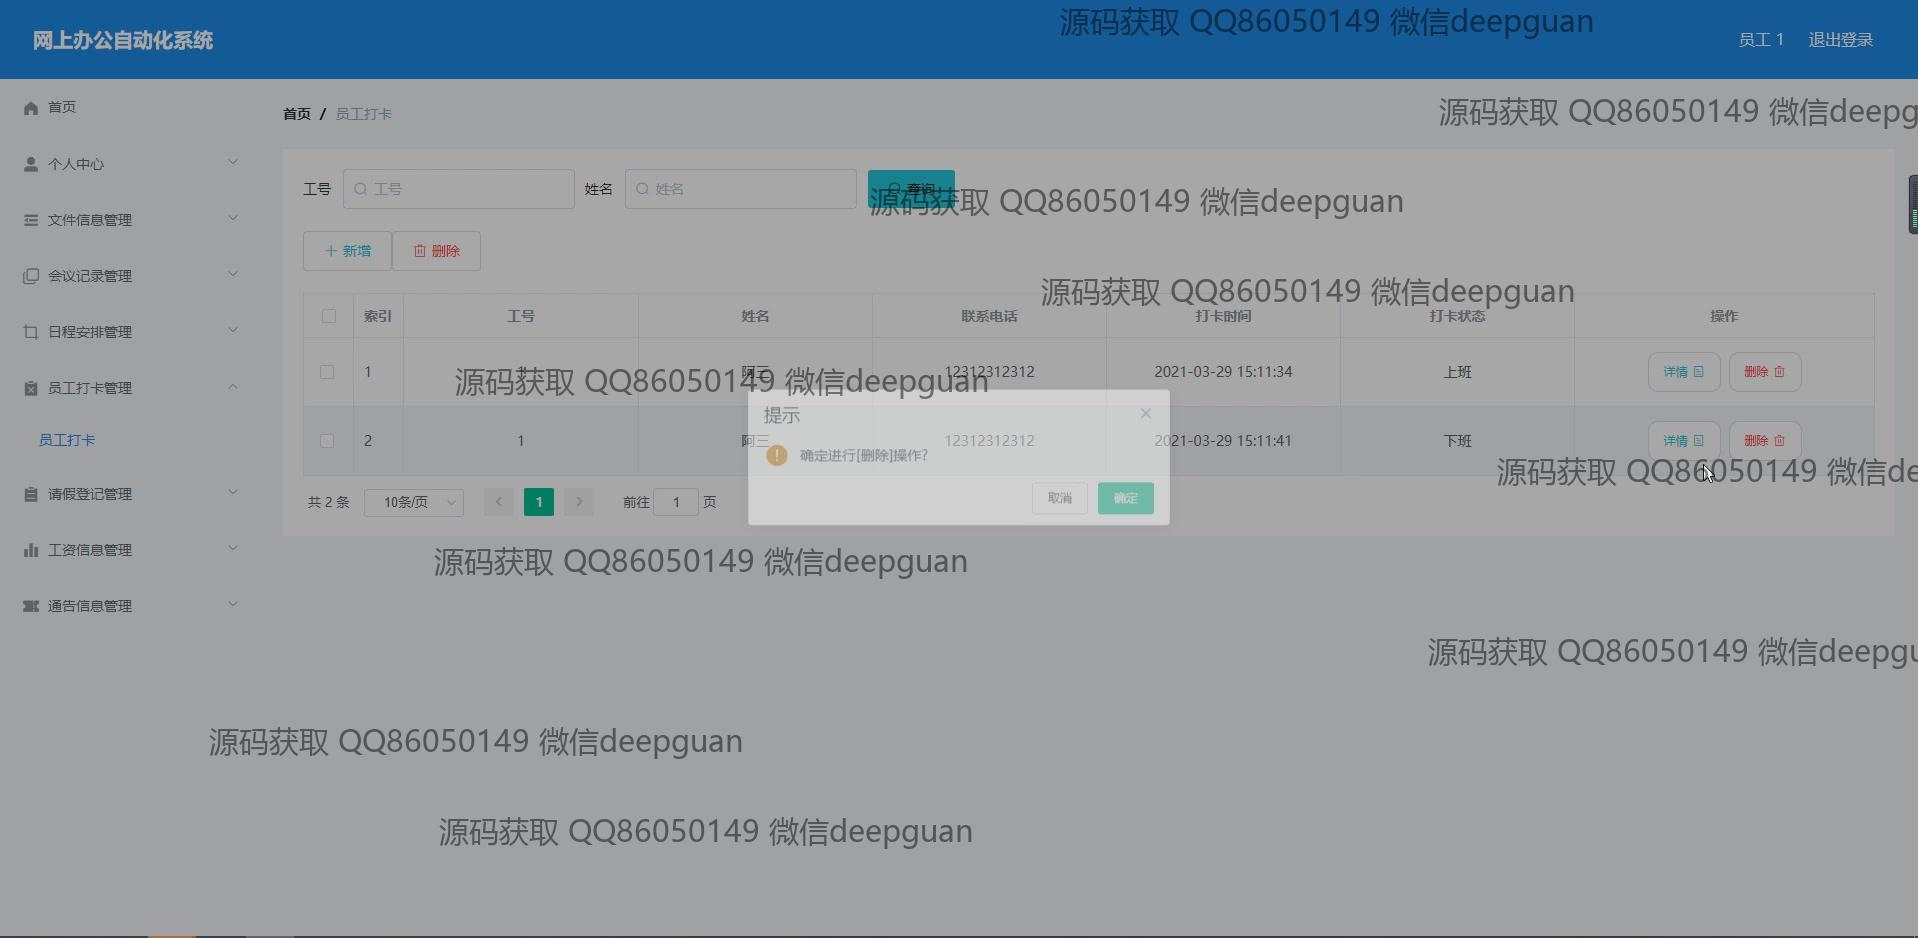 网上办公自动化系统
源码获取 QQ86050149 微信deepguan
员工 1 退出登录
首页
个人中心
文件信息管理
会议记录管理
日程安排管理
员工打卡管理
员工打卡
请假登记管理
工资信息管理
通告信息管理
首页 / 员工打卡
源码获取 QQ86050149 微信deepg
工号 工号 姓名 姓名 查询
源码获取 QQ86050149 微信deepguan
新增 删除
源码获取 QQ86050149 微信deepguan
索引 工号 姓名 联系电话 打卡时间 打卡状态 操作
1 1 阿三 12312312312 2021-03-29 15:11:34 上班 详情 删除
源码获取 QQ86050149 微信deepguan
2 1 阿三 12312312312 2021-03-29 15:11:41 下班 详情 删除
源码获取 QQ86050149 微信de
提示
确定进行[删除]操作?
取消 确定
共 2 条 10条/页 1 前往 1 页
源码获取 QQ86050149 微信deepguan
源码获取 QQ86050149 微信deepgu
源码获取 QQ86050149 微信deepguan
源码获取 QQ86050149 微信deepguan